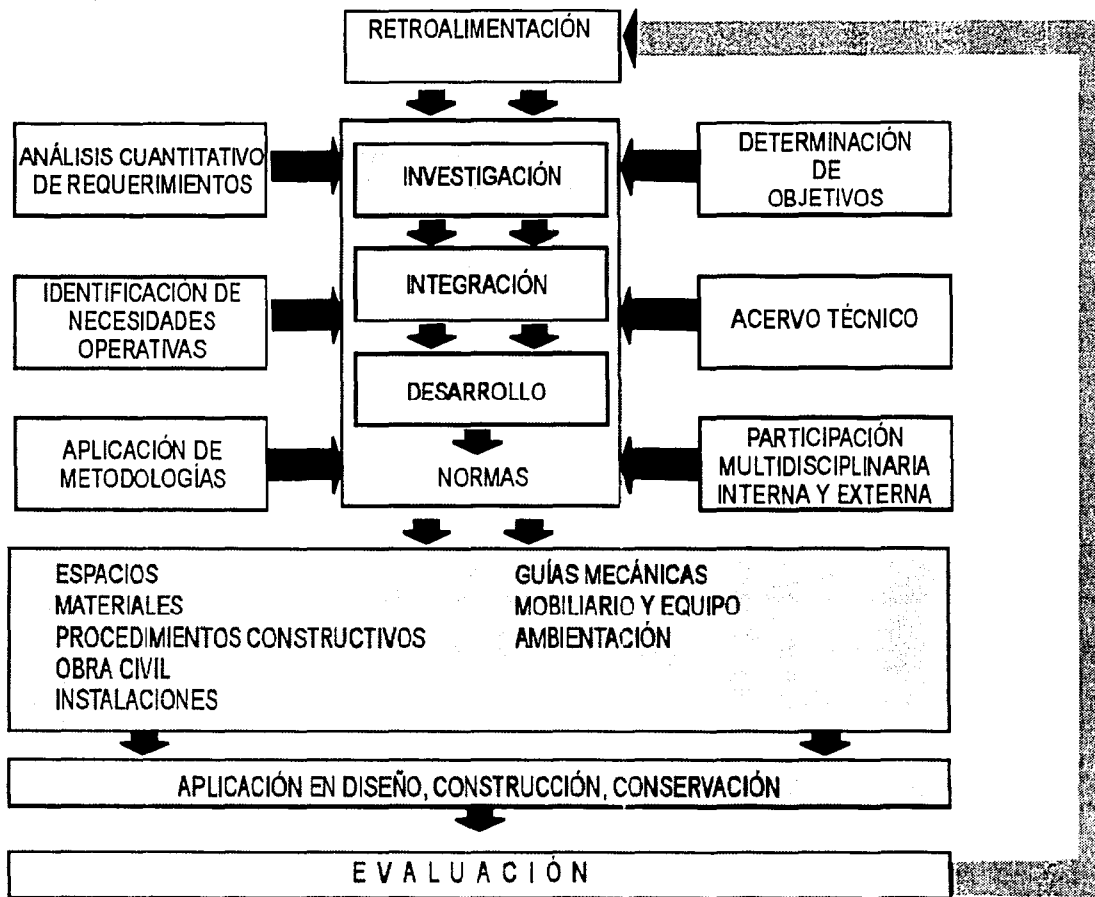 RETROALIMENTACIÓN
ANÁLISIS CUANTITATIVO
DE REQUERIMIENTOS
INVESTIGACIÓN
DETERMINACIÓN
DE
OBJETIVOS
IDENTIFICACIÓN DE
NECESIDADES
OPERATIVAS
INTEGRACIÓN
ACERVO TÉCNICO
DESARROLLO
APLICACIÓN DE
METODOLOGÍAS
NORMAS
PARTICIPACIÓN
MULTIDISCIPLINARIA
INTERNA Y EXTERNA
ESPACIOS
MATERIALES
PROCEDIMIENTOS CONSTRUCTIVOS
OBRA CIVIL
INSTALACIONES
GUÍAS MECÁNICAS
MOBILIARIO Y EQUIPO
AMBIENTACIÓN
APLICACIÓN EN DISEÑO, CONSTRUCCIÓN, CONSERVACIÓN
EVALUACIÓN